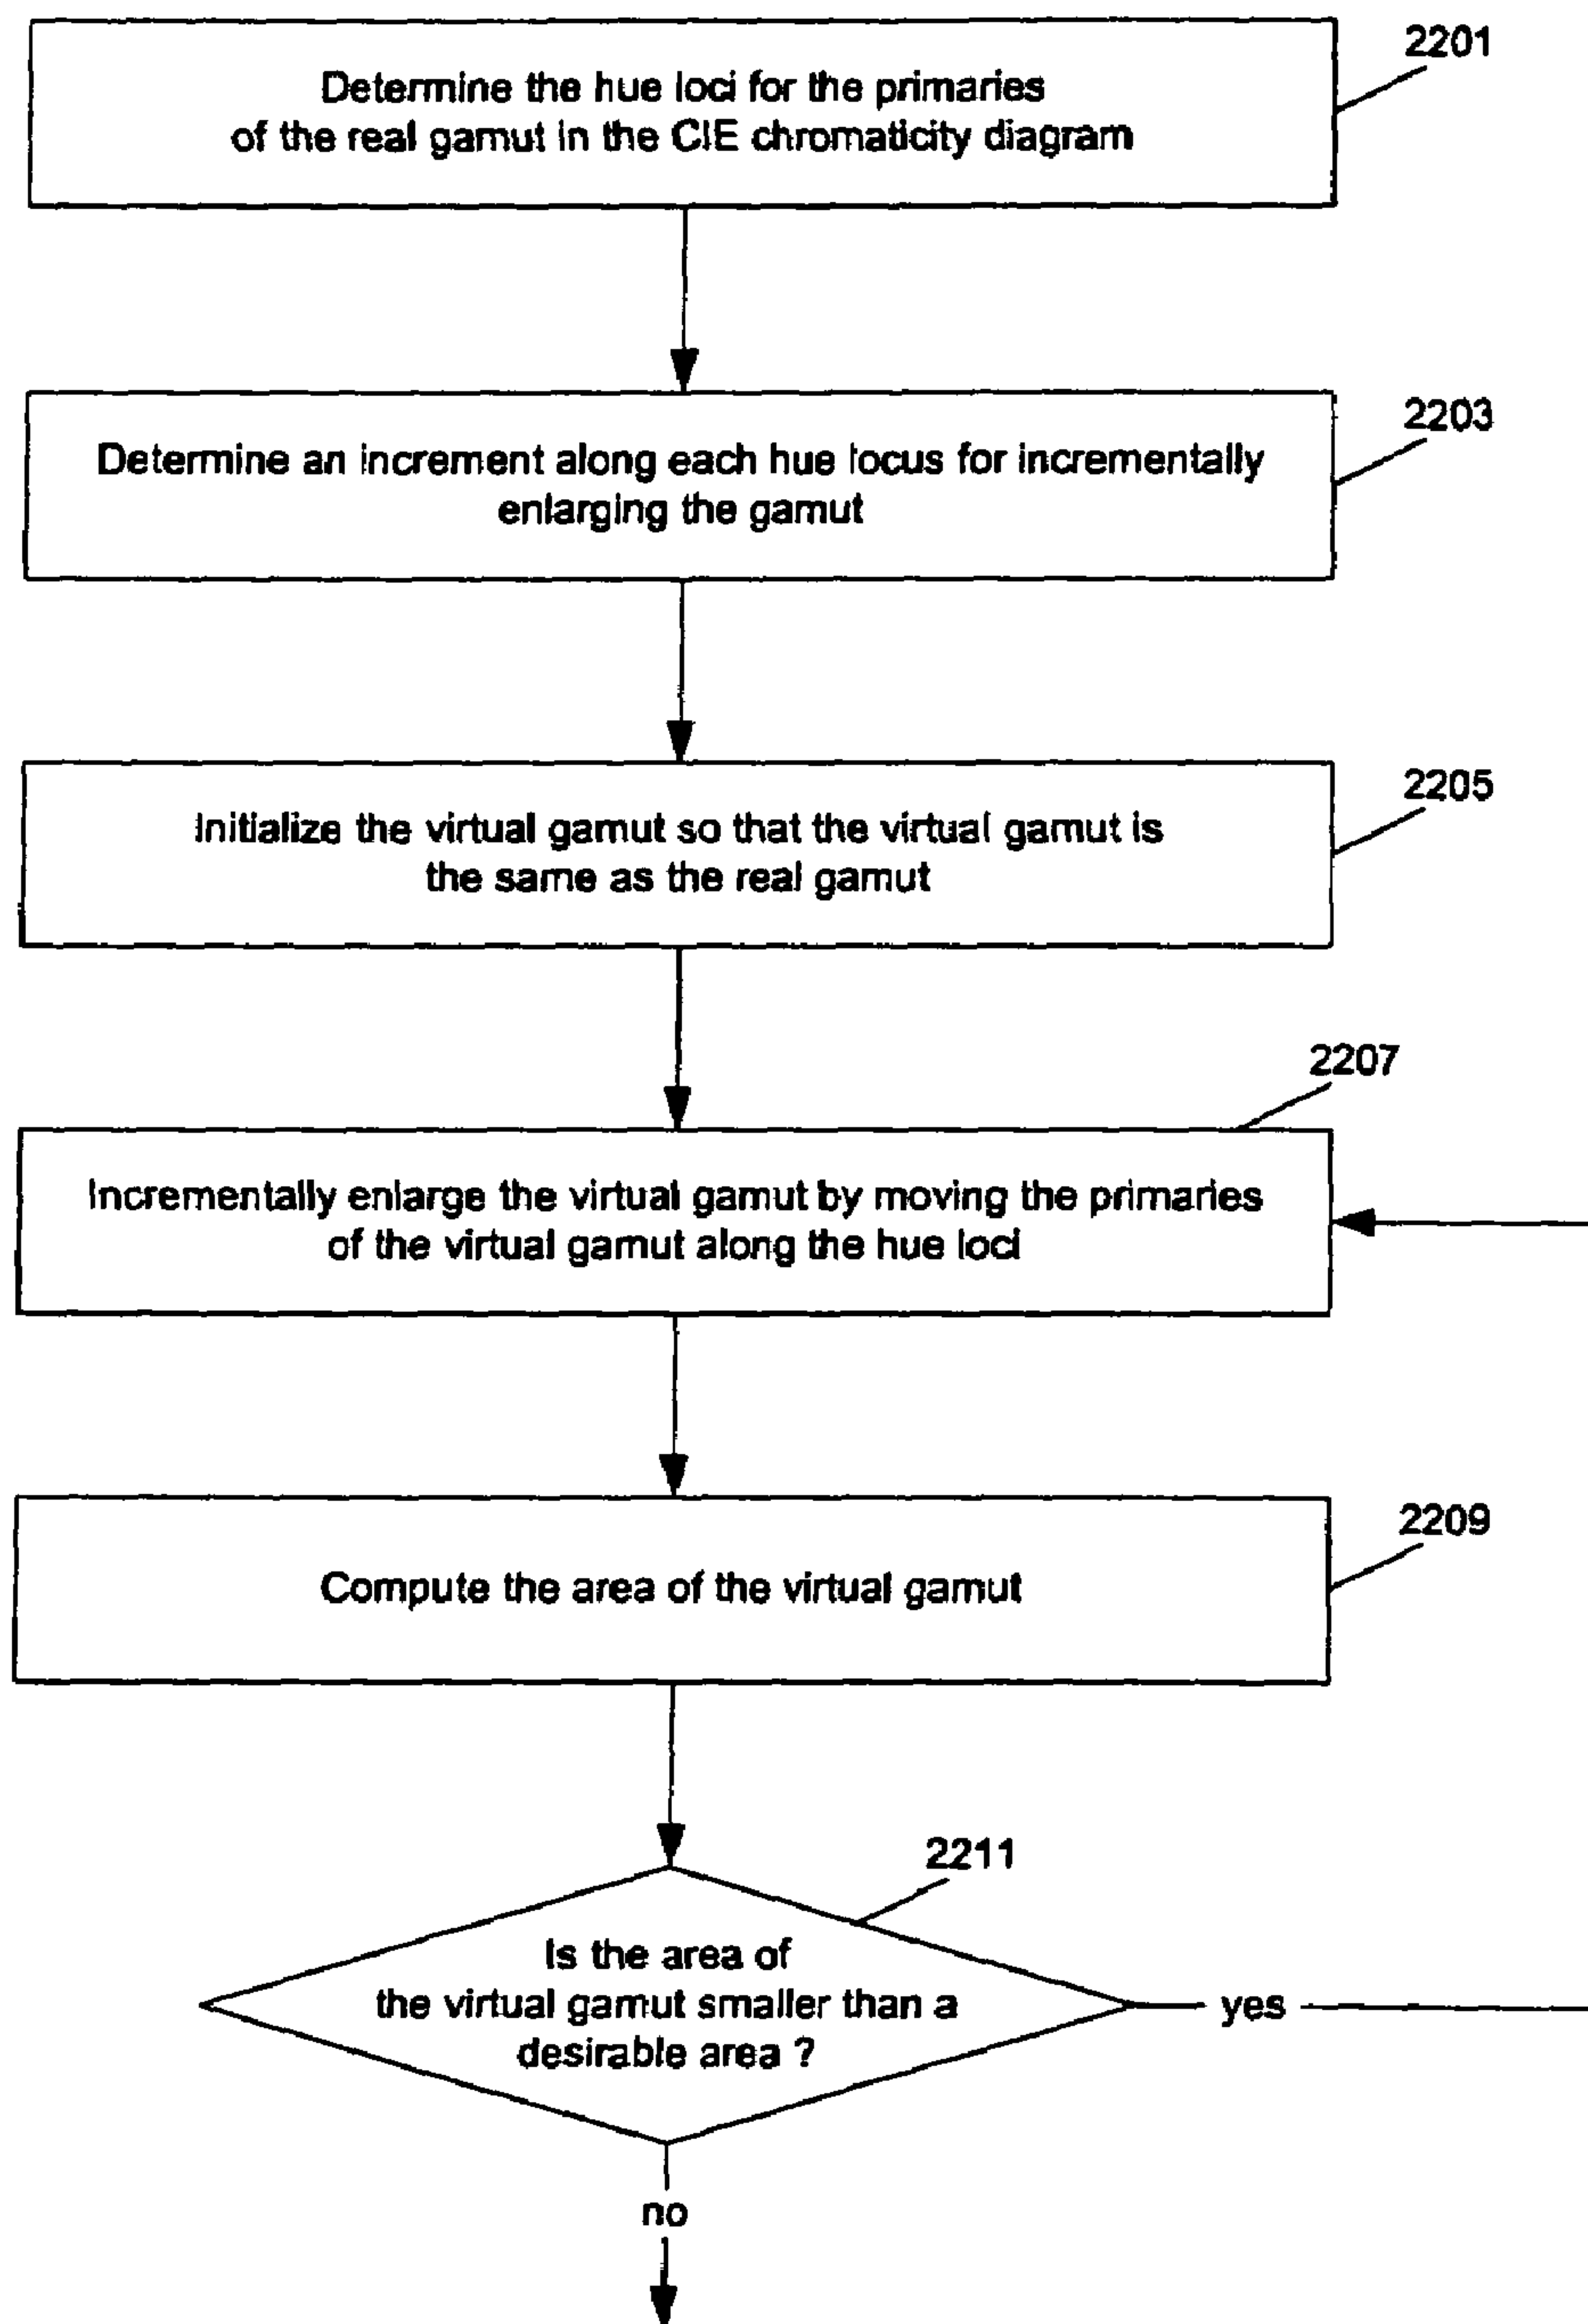 2201
Determine the hue loci for the primaries
of the real gamut in the CIE chromaticity diagram
2203
Determine an increment along each hue locus for incrementally
enlarging the gamut
2205
Initialize the virtual gamut so that the virtual gamut is
the same as the real gamut
2207
Incrementally enlarge the virtual gamut by moving the primaries
of the virtual gamut along the hue loci
2209
Compute the area of the virtual gamut
2211
Is the area of
the virtual gamut smaller than a
desirable area ?
yes
no